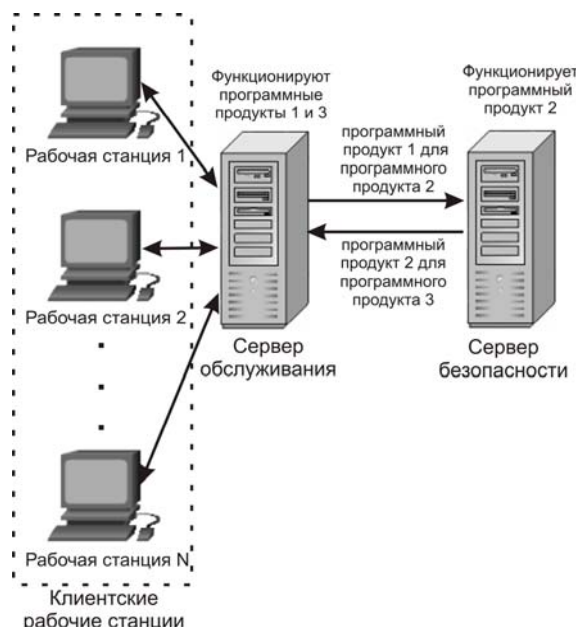 Рабочая станция 1
Рабочая станция 2
Рабочая станция N
Клиентские
рабочие станции
Функционируют
программные
продукты 1 и 3
Сервер
обслуживания
программный
продукт 1 для
программного
продукта 2
программный
продукт 2 для
программного
продукта 3
Функционирует
программный
продукт 2
Сервер
безопасности